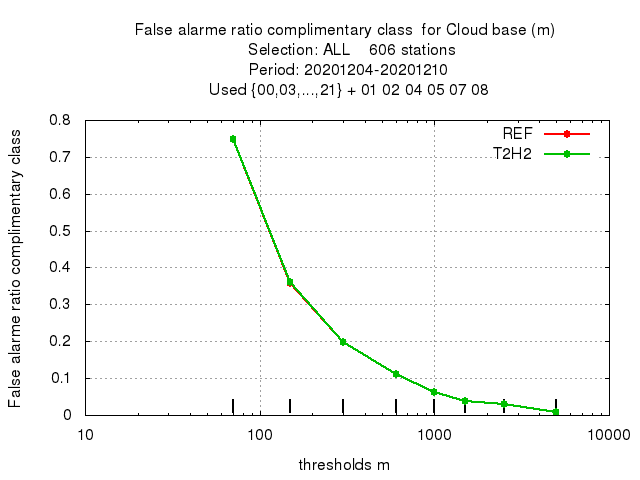 False alarme ratio complimentary class  for Cloud base (m)
Selection: ALL    606 stations
Period: 20201204-20201210
Used {00,03,...,21} + 01 02 04 05 07 08
False alarme ratio complimentary class
REF
T2H2
0.8
0.7
0.6
0.5
0.4
0.3
0.2
0.1
0
10
100
1000
10000
thresholds m